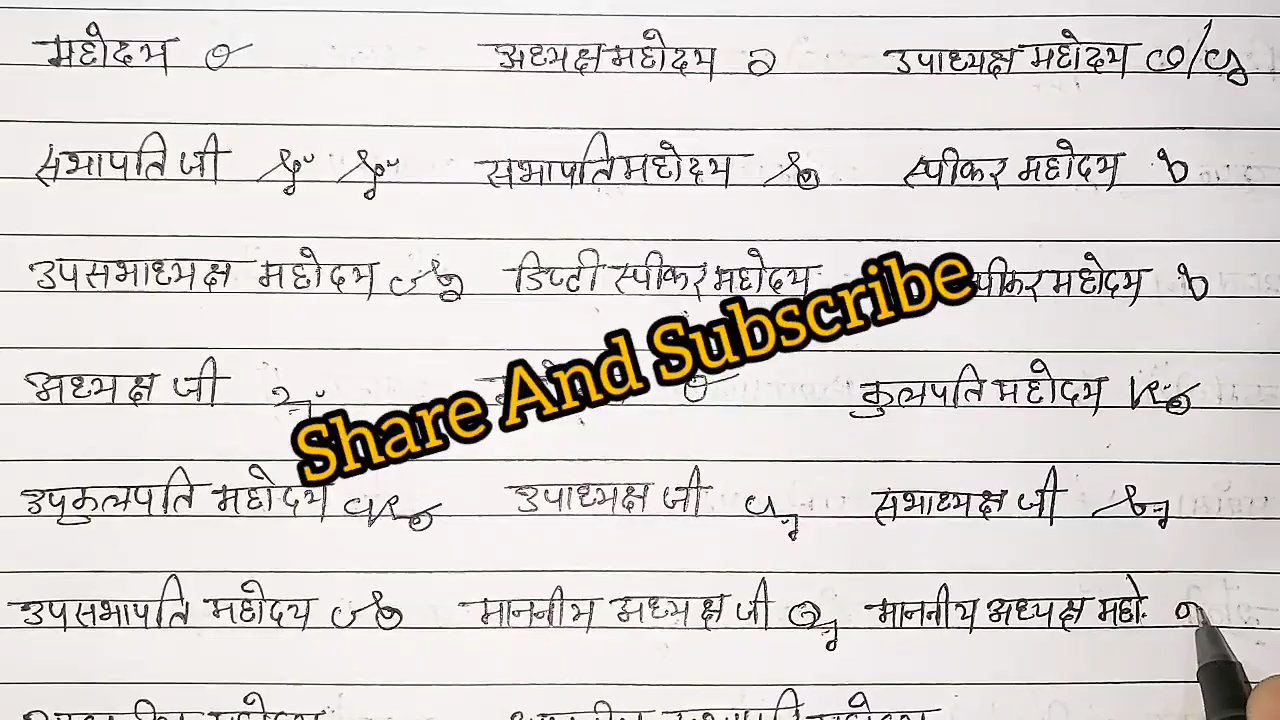 महोदय अध्यक्ष महोदय उपाध्यक्ष महोदय
सभापति जी सभापति महोदय स्पीकर महोदय
उपसभाध्यक्ष महोदय डिप्टी स्पीकर महोदय स्पीकर महोदय
अध्यक्ष जी कुलपति महोदय
Share And Subscribe
उपकुलपति महोदय उपाध्यक्ष जी सभाध्यक्ष जी
उपसभापति महोदय माननीय अध्यक्ष जी माननीय अध्यक्ष महो.